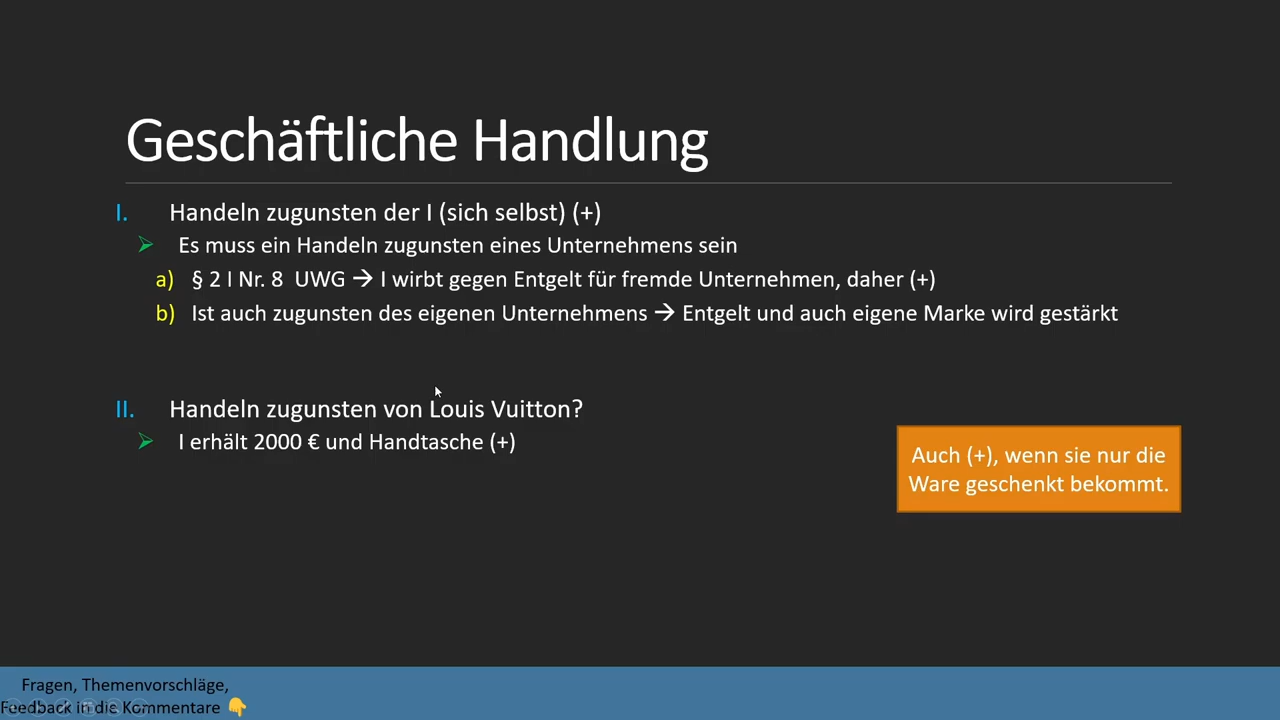 Geschäftliche Handlung
I. Handeln zugunsten der I (sich selbst) (+)
➢ Es muss ein Handeln zugunsten eines Unternehmens sein
a) § 2 I Nr. 8 UWG → I wirbt gegen Entgelt für fremde Unternehmen, daher (+)
b) Ist auch zugunsten des eigenen Unternehmens → Entgelt und auch eigene Marke wird gestärkt
II. Handeln zugunsten von Louis Vuitton?
➢ I erhält 2000 € und Handtasche (+)
Auch (+), wenn sie nur die
Ware geschenkt bekommt.
Fragen, Themenvorschläge,
Feedback in die Kommentare 👇